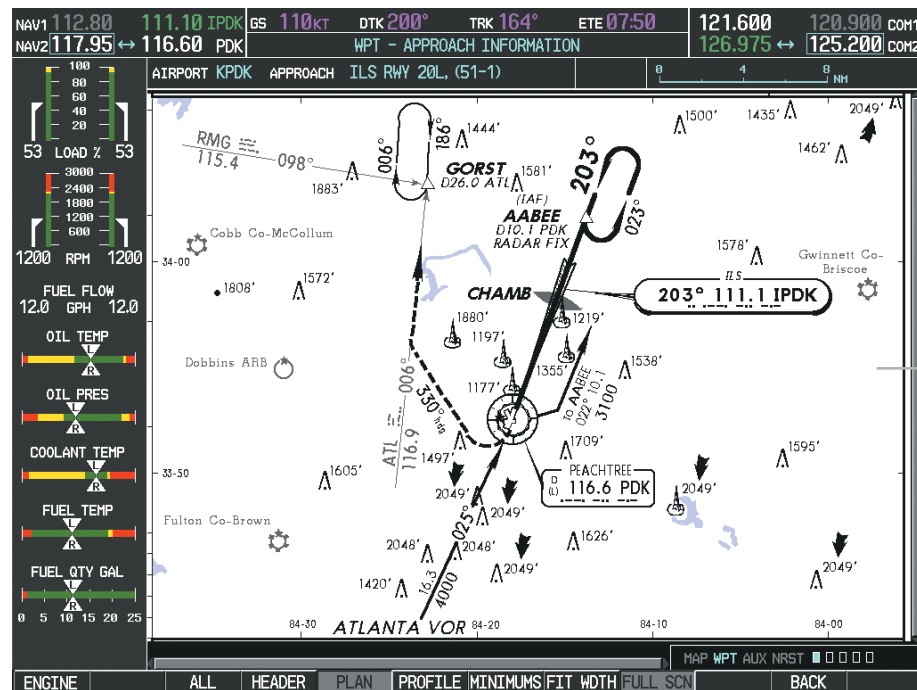 NAV1 112.80 111.10 IPDK GS 110KT DTK 200° TRK 164° ETE 07:50 121.600 120.900 COM1
NAV2 117.95 ↔ 116.60 PDK WPT - APPROACH INFORMATION 126.975 ↔ 125.200 COM2
AIRPORT KPDK APPROACH ILS RWY 20L, (51-1) 0 4 8 NM
100
80
60
40
20
0
53 LOAD % 53
3000
2400
1800
1200
600
1200 RPM 1200
FUEL FLOW
12.0 GPH 12.0
OIL TEMP
L
R
OIL PRES
L
R
COOLANT TEMP
L
R
FUEL TEMP
L
R
FUEL QTY GAL
L
R
0 5 10 15 20 25
RMG
115.4
098°
006°
186°
1444'
1500'
1435'
2049'
1462'
1883'
GORST
D26.0 ATL
1581'
(IAF)
AABEE
D10.1 PDK
RADAR FIX
203°
023°
Cobb Co-McCollum
34-00
1808'
1572'
CHAMB
1578'
Gwinnett Co-
Briscoe
ILS
203° 111.1 IPDK
1880'
1197'
1219'
1355'
1538'
1177'
Dobbins ARB
006°
330° hdg
ATL
116.9
TO AABEE
022° 10.1
3100
1497'
1709'
1595'
33-50
1605'
PEACHTREE
D
(L)
116.6 PDK
2049'
2049'
2049'
Fulton Co-Brown
025°
2048'
2048'
1626'
2049'
2049'
1420'
16.3
4000
ATLANTA VOR
84-30 84-20 84-10 84-00
MAP WPT AUX NRST
ENGINE ALL HEADER PLAN PROFILE MINIMUMS FIT WDTH FULL SCN BACK